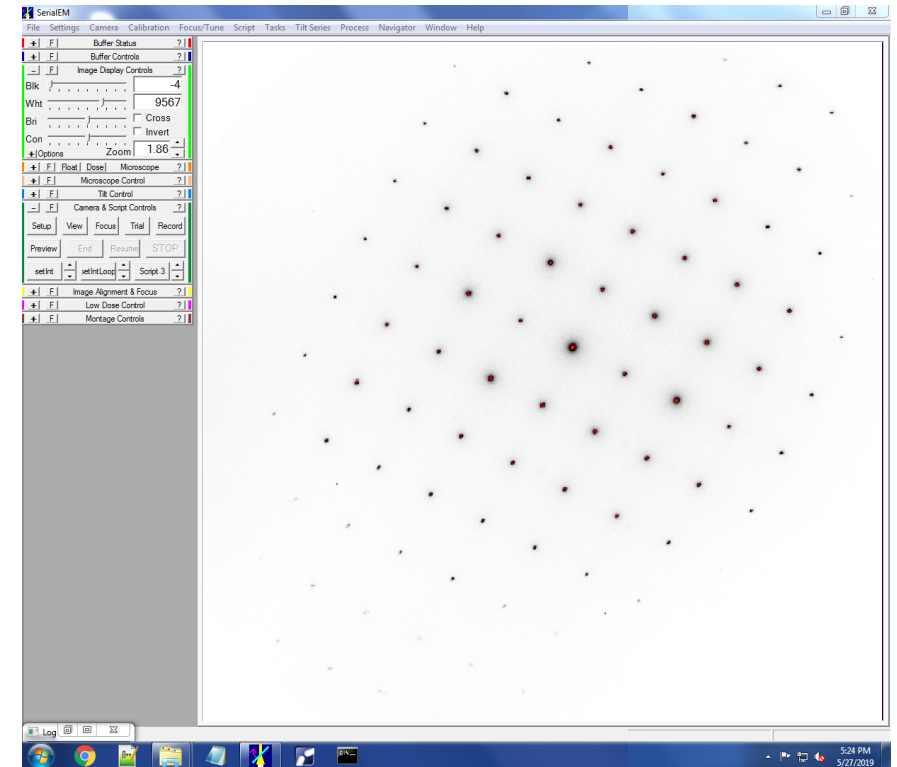 SerialEM
File Settings Camera Calibration Focus/Tune Script Tasks Tilt Series Process Navigator Window Help
+ F Buffer Status ?
+ F Buffer Controls ?
- F Image Display Controls ?
Blk -4
Wht 9567
Bri Cross
Invert
Con
+ Options Zoom 1.86
+ F Float Dose Microscope ?
+ F Microscope Control ?
+ F Tilt Control ?
- F Camera & Script Controls ?
Setup View Focus Trial Record
Preview End Resume STOP
setInt setIntLoop Script 3
+ F Image Alignment & Focus ?
+ F Low Dose Control ?
+ F Montage Controls ?
Log
5:24 PM
5/27/2019